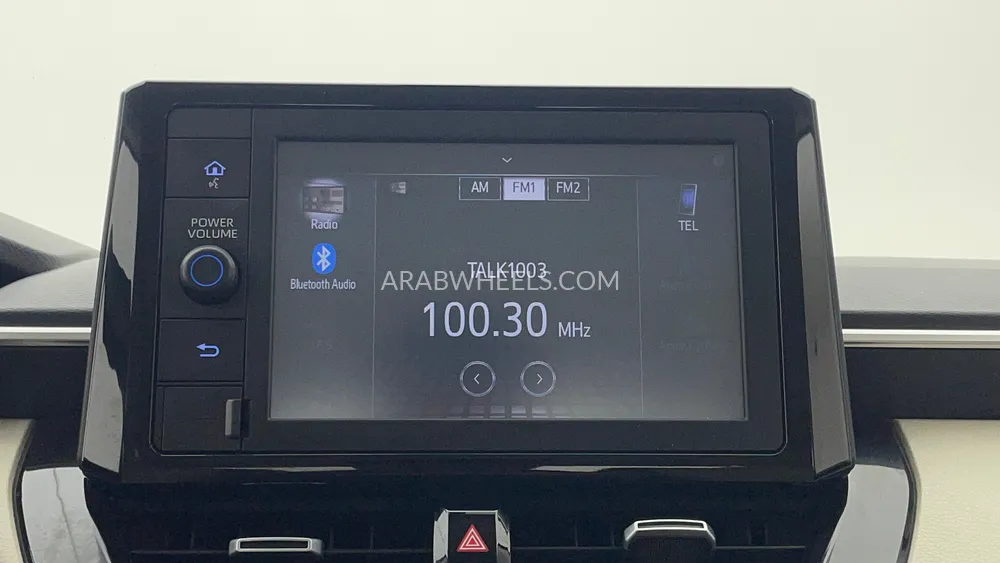 AM FM1 FM2
Radio
TEL
POWER
VOLUME
Bluetooth Audio
TALK1003
ARABWHEELS.COM
100.30 MHz